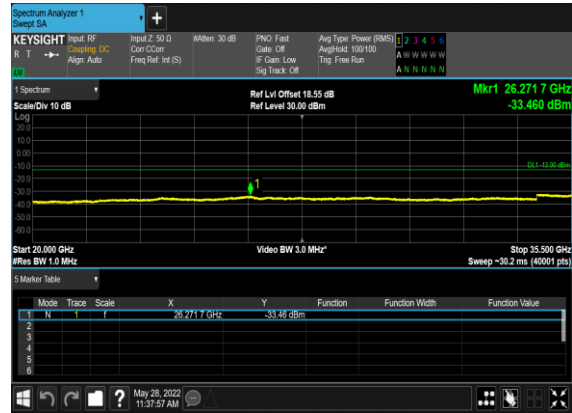 Spectrum Analyzer 1
Swept SA
KEYSIGHT Input: RF Input Z: 50 Ω #Atten: 30 dB PNO: Fast Avg Type: Power (RMS) 1 2 3 4 5 6
R T Coupling: DC Corr CCorr Gate: Off Avg|Hold: 100/100 A W W W W W
Align: Auto Freq Ref: Int (S) IF Gain: Low Trig: Free Run
LW Sig Track: Off A N N N N N
1 Spectrum Ref Lvl Offset 18.55 dB Mkr1 26.271 7 GHz
Scale/Div 10 dB Ref Level 30.00 dBm -33.460 dBm
Log
20.0
10.0
0.00
-10.0
DL1 -13.00 dBm
-20.0
1
-30.0
-40.0
-50.0
-60.0
Start 20.000 GHz Video BW 3.0 MHz* Stop 35.500 GHz
#Res BW 1.0 MHz Sweep ~30.2 ms (40001 pts)
5 Marker Table
Mode Trace Scale X Y Function Function Width Function Value
1 N 1 f 26.271 7 GHz -33.46 dBm
2
3
4
5
6
? May 28, 2022
11:37:57 AM